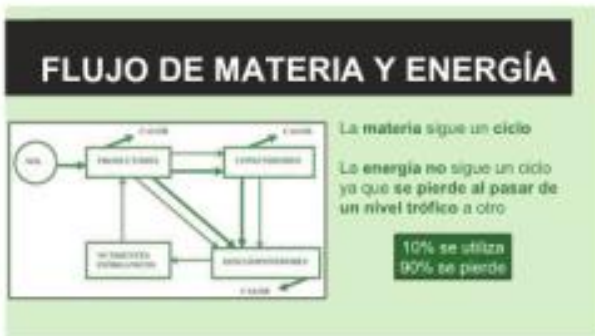 FLUJO DE MATERIA Y ENERGÍA
La materia sigue un ciclo
La energía no sigue un ciclo
ya que se pierde al pasar de
un nivel trófico a otro
10% se utiliza
90% se pierde
CALOR
CALOR
SOL
PRODUCTORES
CONSUMIDORES
NUTRIENTES
INORGÁNICOS
DESCOMPONEDORES
CALOR